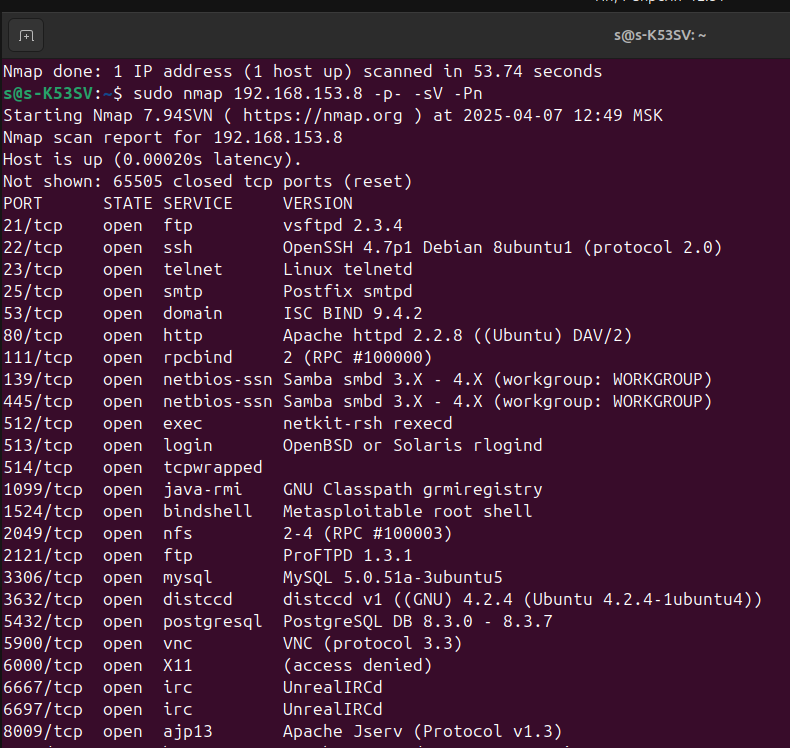 s@s-K53SV: ~
Nmap done: 1 IP address (1 host up) scanned in 53.74 seconds
s@s-K53SV:~$ sudo nmap 192.168.153.8 -p- -sV -Pn
Starting Nmap 7.94SVN ( https://nmap.org ) at 2025-04-07 12:49 MSK
Nmap scan report for 192.168.153.8
Host is up (0.00020s latency).
Not shown: 65505 closed tcp ports (reset)
PORT      STATE SERVICE     VERSION
21/tcp    open  ftp         vsftpd 2.3.4
22/tcp    open  ssh         OpenSSH 4.7p1 Debian 8ubuntu1 (protocol 2.0)
23/tcp    open  telnet      Linux telnetd
25/tcp    open  smtp        Postfix smtpd
53/tcp    open  domain      ISC BIND 9.4.2
80/tcp    open  http        Apache httpd 2.2.8 ((Ubuntu) DAV/2)
111/tcp   open  rpcbind     2 (RPC #100000)
139/tcp   open  netbios-ssn Samba smbd 3.X - 4.X (workgroup: WORKGROUP)
445/tcp   open  netbios-ssn Samba smbd 3.X - 4.X (workgroup: WORKGROUP)
512/tcp   open  exec        netkit-rsh rexecd
513/tcp   open  login       OpenBSD or Solaris rlogind
514/tcp   open  tcpwrapped
1099/tcp  open  java-rmi    GNU Classpath grmiregistry
1524/tcp  open  bindshell   Metasploitable root shell
2049/tcp  open  nfs         2-4 (RPC #100003)
2121/tcp  open  ftp         ProFTPD 1.3.1
3306/tcp  open  mysql       MySQL 5.0.51a-3ubuntu5
3632/tcp  open  distccd     distccd v1 ((GNU) 4.2.4 (Ubuntu 4.2.4-1ubuntu4))
5432/tcp  open  postgresql  PostgreSQL DB 8.3.0 - 8.3.7
5900/tcp  open  vnc         VNC (protocol 3.3)
6000/tcp  open  X11         (access denied)
6667/tcp  open  irc         UnrealIRCd
6697/tcp  open  irc         UnrealIRCd
8009/tcp  open  ajp13       Apache Jserv (Protocol v1.3)